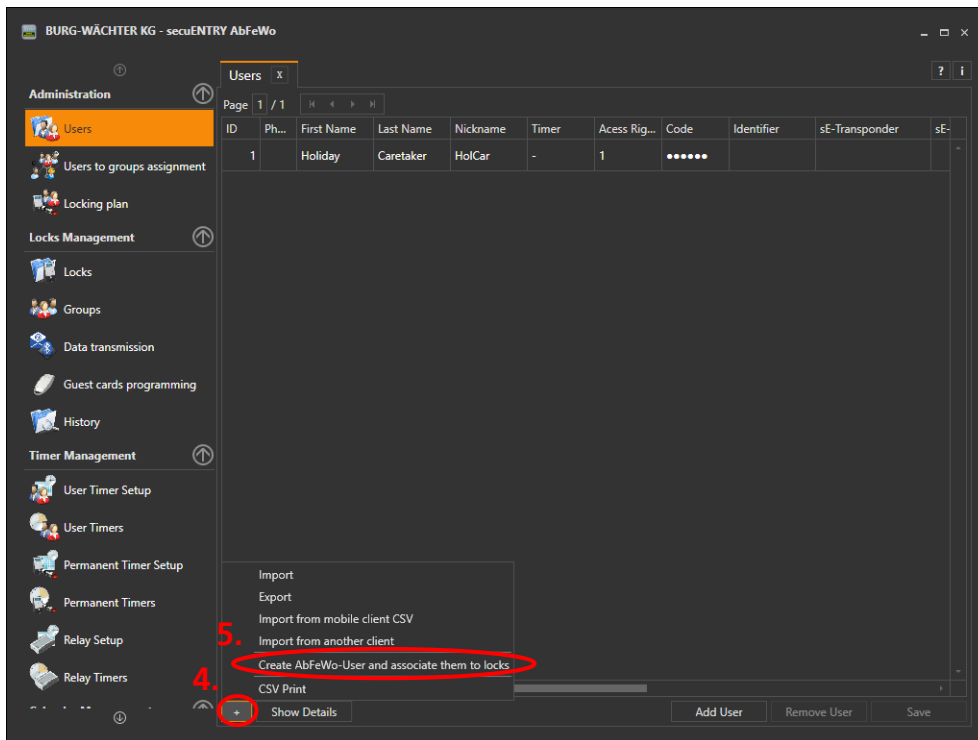 BURG-WÄCHTER KG - secuENTRY AbFeWo
Users x
? i
Administration
Users
Users to groups assignment
Locking plan
Locks Management
Locks
Groups
Data transmission
Guest cards programming
History
Timer Management
User Timer Setup
User Timers
Permanent Timer Setup
Permanent Timers
Relay Setup
Relay Timers
Page 1 / 1
ID Ph... First Name Last Name Nickname Timer Acess Rig... Code Identifier sE-Transponder sE-
1 Holiday Caretaker HolCar - 1 ●●●●●●
Import
Export
Import from mobile client CSV
5. Import from another client
Create AbFeWo-User and associate them to locks
4. CSV Print
+ Show Details Add User Remove User Save